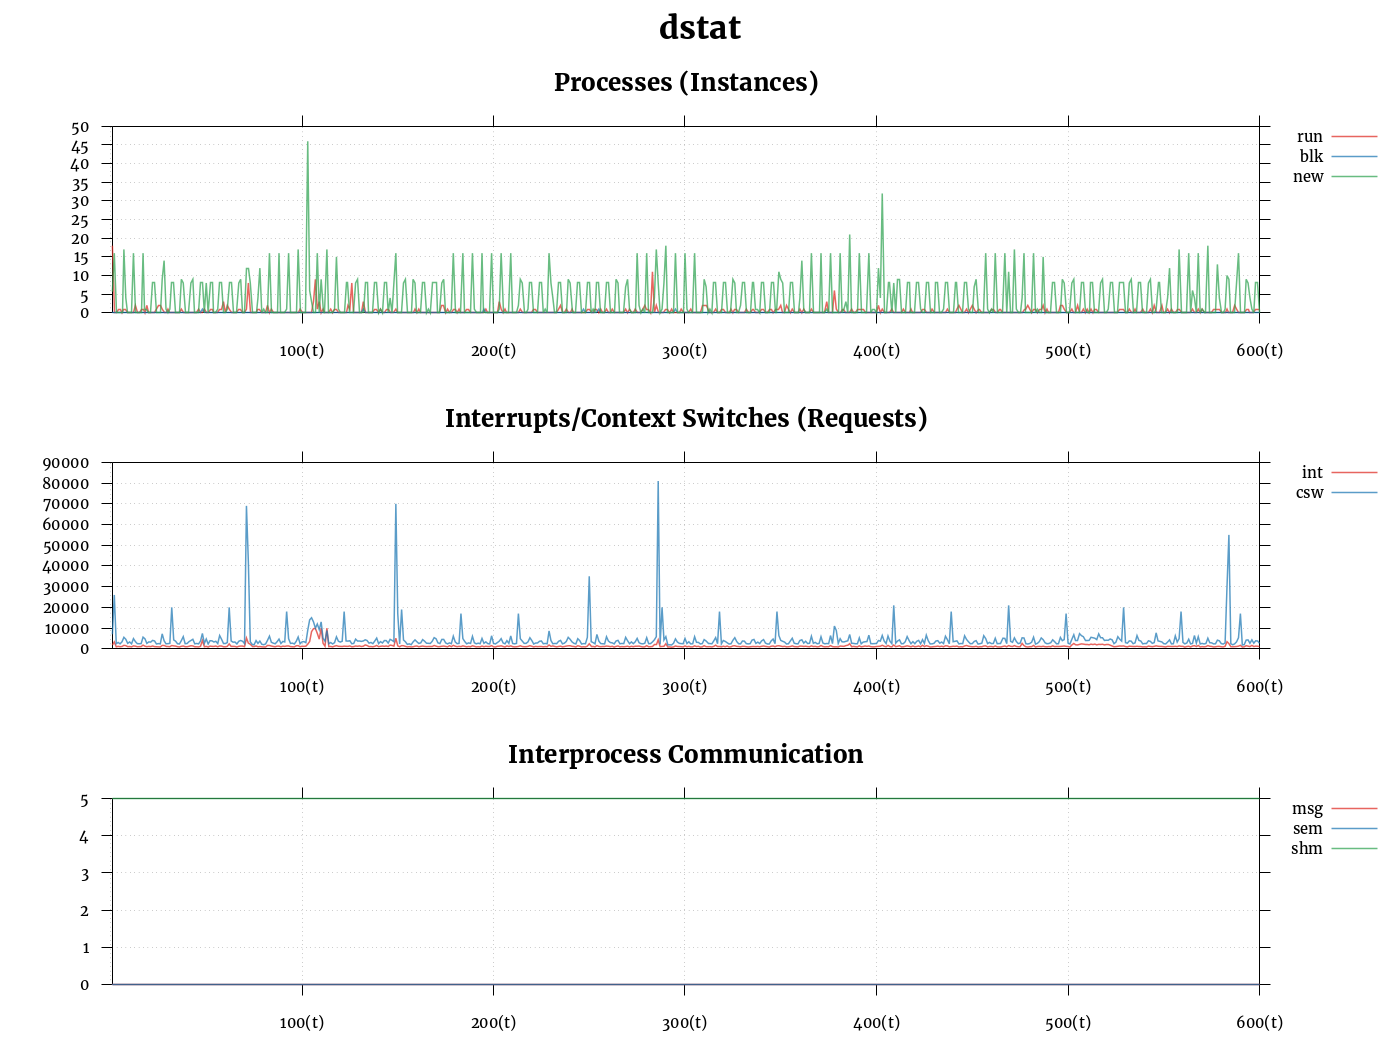 dstat
Processes (Instances)
50
45
40
35
30
25
20
15
10
5
0
100(t) 200(t) 300(t) 400(t) 500(t) 600(t)
run
blk
new
Interrupts/Context Switches (Requests)
90000
80000
70000
60000
50000
40000
30000
20000
10000
0
100(t) 200(t) 300(t) 400(t) 500(t) 600(t)
int
csw
Interprocess Communication
5
4
3
2
1
0
100(t) 200(t) 300(t) 400(t) 500(t) 600(t)
msg
sem
shm